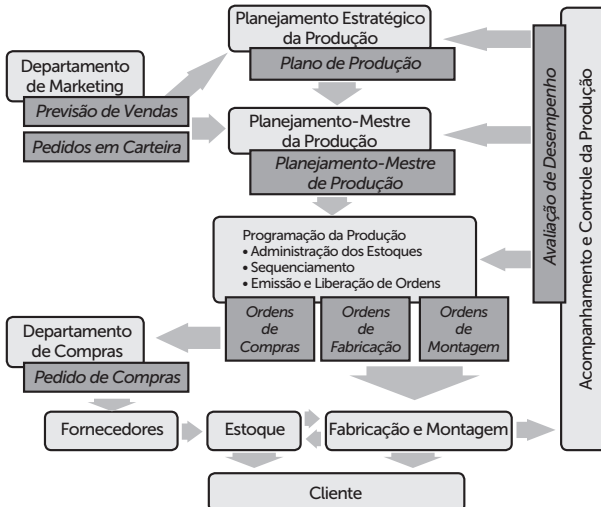 Planejamento Estratégico
da Produção
Plano de Produção
Departamento
de Marketing
Previsão de Vendas
Pedidos em Carteira
Planejamento-Mestre
da Produção
Planejamento-Mestre
de Produção
Avaliação de Desempenho
Acompanhamento e Controle da Produção
Programação da Produção
• Administração dos Estoques
• Sequenciamento
• Emissão e Liberação de Ordens
Ordens
de
Compras
Ordens
de
Fabricação
Ordens
de
Montagem
Departamento
de Compras
Pedido de Compras
Fornecedores
Estoque
Fabricação e Montagem
Cliente